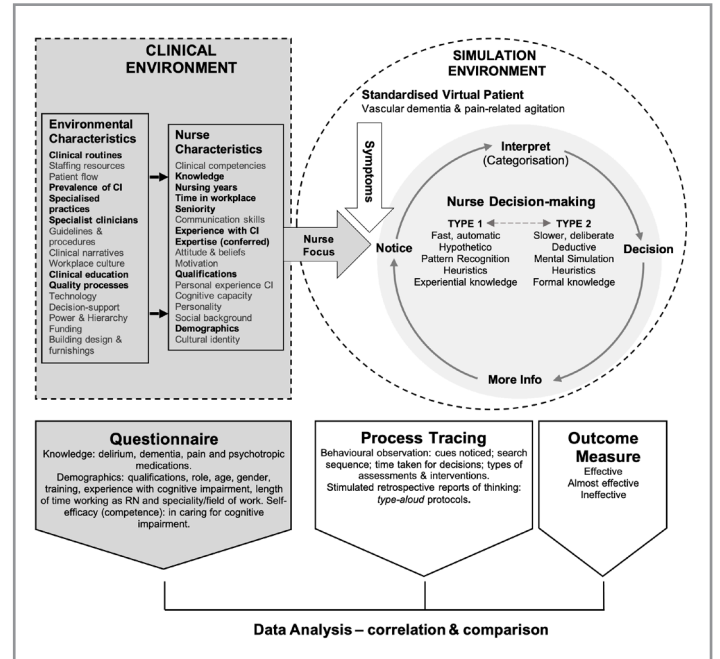 CLINICAL
ENVIRONMENT
Environmental
Characteristics
Clinical routines
Staffing resources
Patient flow
Prevalence of CI
Specialised
practices
Specialist clinicians
Guidelines &
procedures
Clinical narratives
Workplace culture
Clinical education
Quality processes
Technology
Decision-support
Power & Hierarchy
Funding
Building design &
furnishings
Nurse
Characteristics
Clinical competencies
Knowledge
Nursing years
Time in workplace
Seniority
Communication skills
Experience with CI
Expertise (conferred)
Attitude & beliefs
Motivation
Qualifications
Personal experience CI
Cognitive capacity
Personality
Social background
Demographics
Cultural identity
Nurse
Focus
SIMULATION
ENVIRONMENT
Standardised Virtual Patient
Vascular dementia & pain-related agitation
Symptoms
Interpret
(Categorisation)
Nurse Decision-making
TYPE 1
Fast, automatic
Hypothetico
Pattern Recognition
Heuristics
Experiential knowledge
TYPE 2
Slower, deliberate
Deductive
Mental Simulation
Heuristics
Formal knowledge
Notice
Decision
More Info
Questionnaire
Knowledge: delirium, dementia, pain and psychotropic
medications.
Demographics: qualifications, role, age, gender,
training, experience with cognitive impairment, length
of time working as RN and speciality/field of work. Self-
efficacy (competence): in caring for cognitive
impairment.
Process Tracing
Behavioural observation: cues noticed; search
sequence; time taken for decisions; types of
assessments & interventions.
Stimulated retrospective reports of thinking:
type-aloud protocols.
Outcome
Measure
Effective
Almost effective
Ineffective
Data Analysis – correlation & comparison